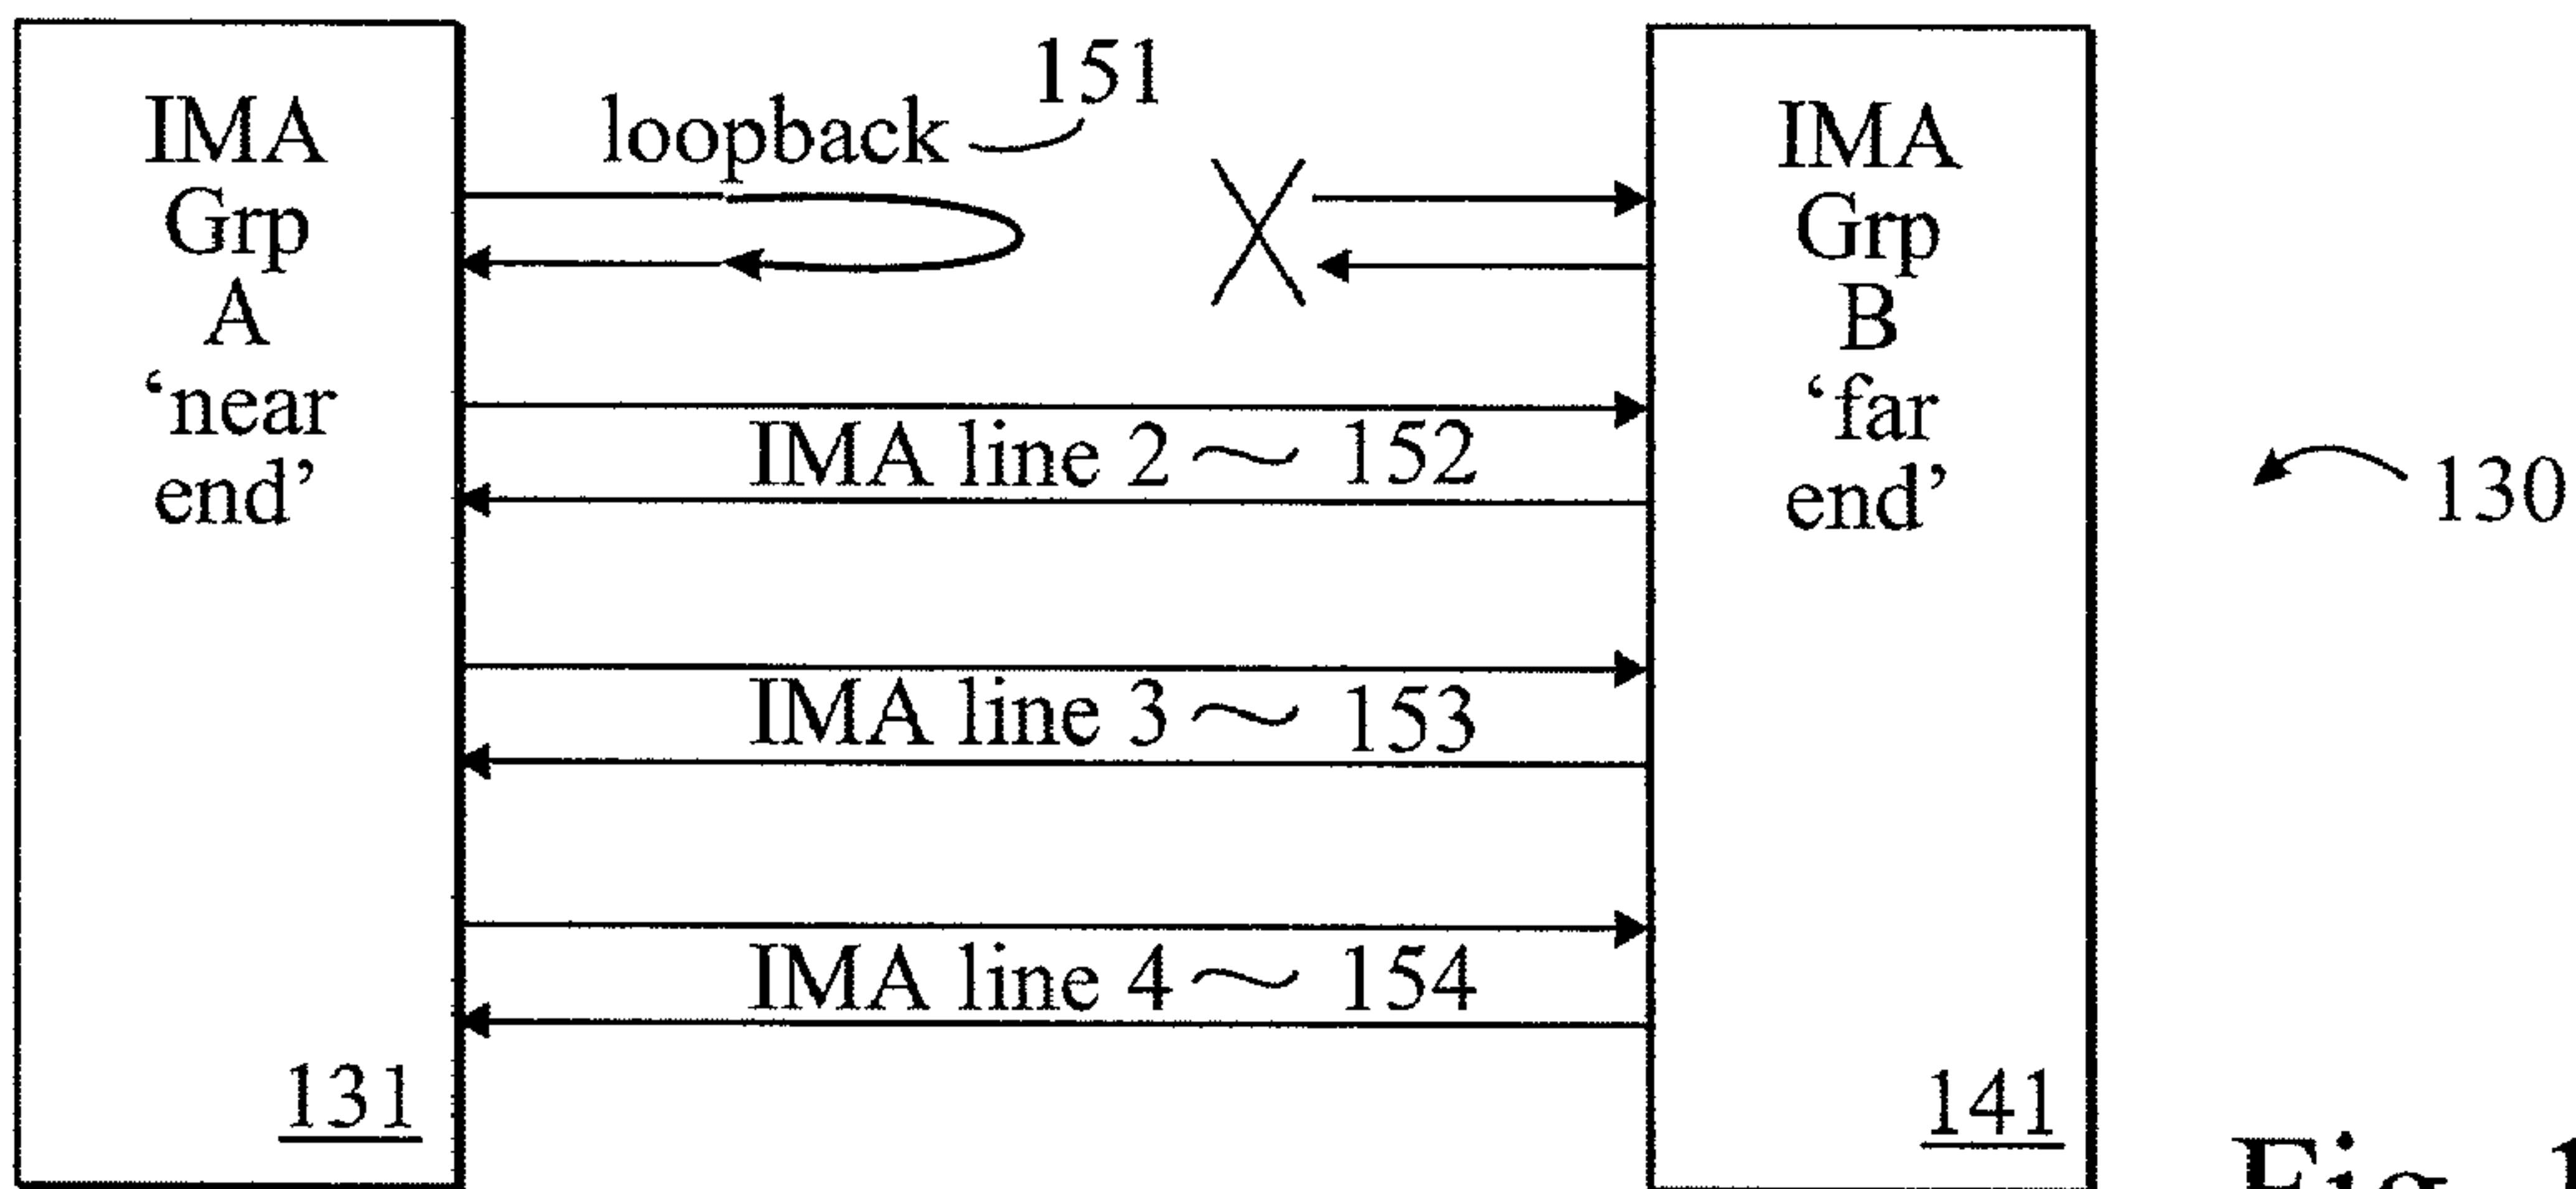 IMA
Grp
A
‘near
end’
131
loopback 151
IMA line 2 152
IMA line 3 153
IMA line 4 154
IMA
Grp
B
‘far
end’
141
130